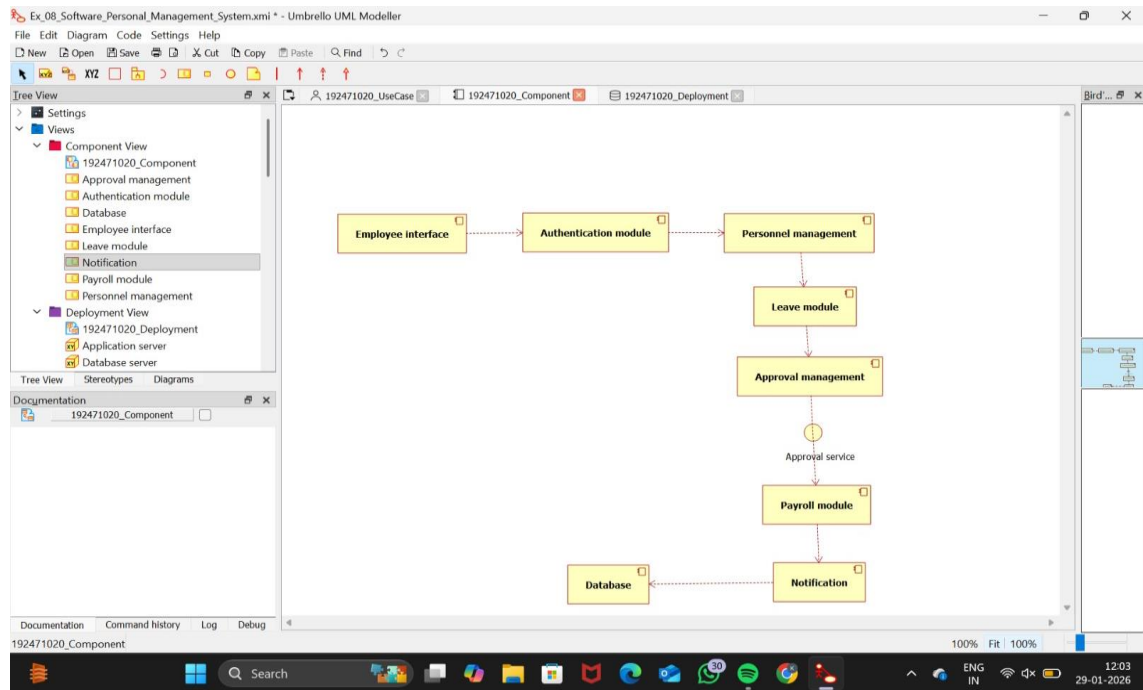 Ex_08_Software_Personal_Management_System.xmi * - Umbrello UML Modeller
File Edit Diagram Code Settings Help
New Open Save Cut Copy Paste Find
XYZ
Tree View
192471020_UseCase 192471020_Component 192471020_Deployment
Bird'...
Settings
Views
Component View
192471020_Component
Approval management
Authentication module
Database
Employee interface
Leave module
Notification
Payroll module
Personnel management
Deployment View
192471020_Deployment
Application server
Database server
Tree View Stereotypes Diagrams
Documentation
192471020_Component
Employee interface
Authentication module
Personnel management
Leave module
Approval management
Approval service
Payroll module
Database
Notification
Documentation Command history Log Debug
192471020_Component
100% Fit 100%
Search
30
ENG
IN
12:03
29-01-2026